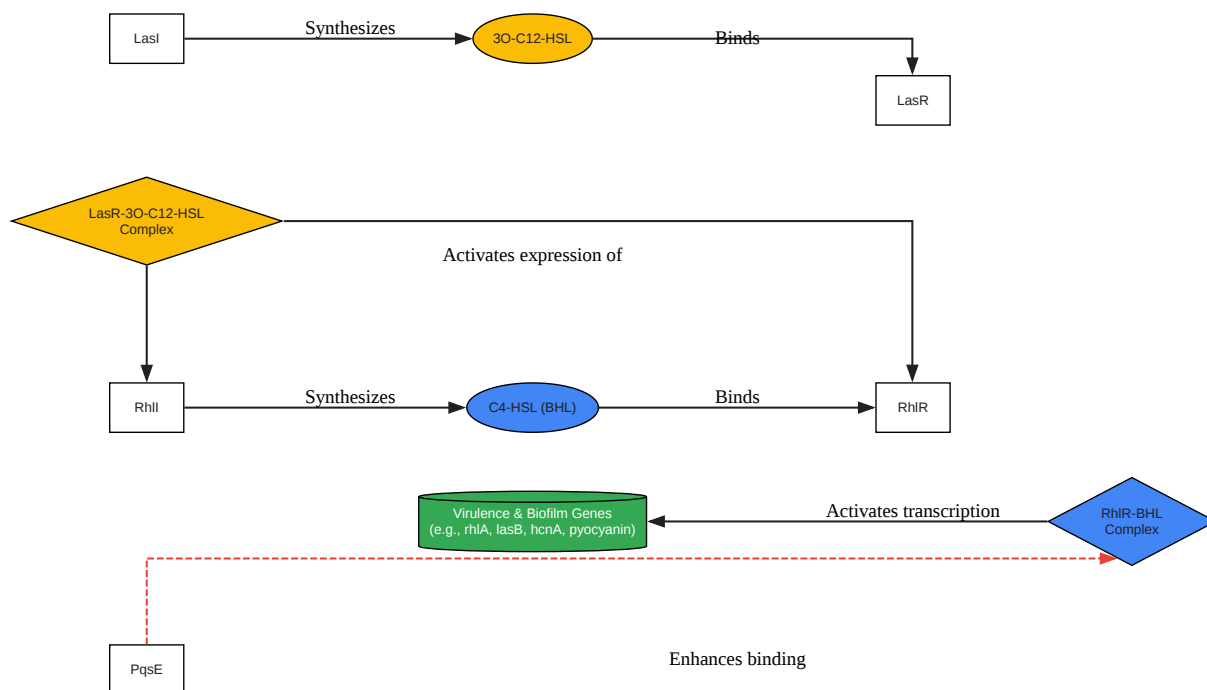 LasI
Synthesizes
3O-C12-HSL
Binds
LasR
LasR-3O-C12-HSL
Complex
Activates expression of
RhlI
Synthesizes
C4-HSL (BHL)
Binds
RhlR
Virulence & Biofilm Genes
(e.g., rhlA, lasB, hcnA, pyocyanin)
Activates transcription
RhlR-BHL
Complex
PqsE
Enhances binding